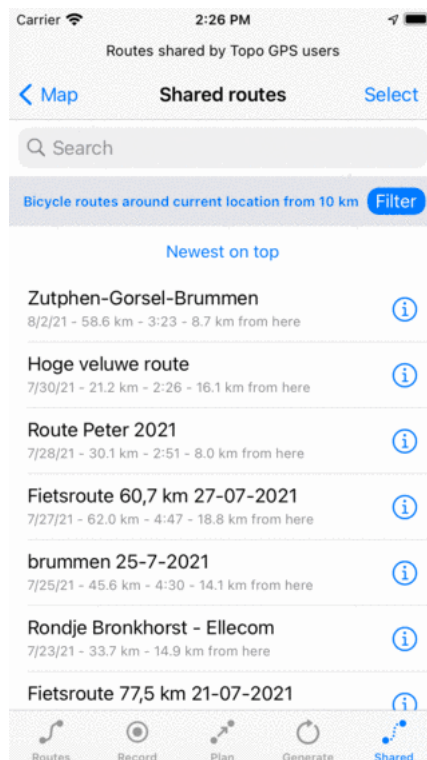 Carrier 2:26 PM
Routes shared by Topo GPS users
Map Shared routes Select
Search
Bicycle routes around current location from 10 km Filter
Newest on top
Zutphen-Gorsel-Brummen
8/2/21 - 58.6 km - 3:23 - 8.7 km from here
Hoge veluwe route
7/30/21 - 21.2 km - 2:26 - 16.1 km from here
Route Peter 2021
7/28/21 - 30.1 km - 2:51 - 8.0 km from here
Fietsroute 60,7 km 27-07-2021
7/27/21 - 62.0 km - 4:47 - 18.8 km from here
brummen 25-7-2021
7/25/21 - 45.6 km - 4:30 - 14.1 km from here
Rondje Bronkhorst - Ellecom
7/23/21 - 33.7 km - 14.9 km from here
Fietsroute 77,5 km 21-07-2021
Routes Record Plan Generate Shared